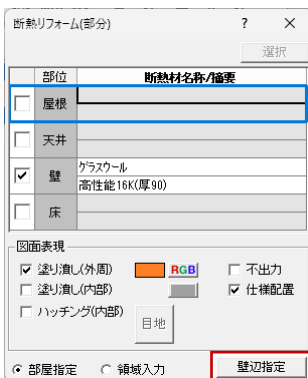 断熱リフォーム(部分) ? ×
選択
部位 断熱材名称/摘要
屋根
天井
壁 グラスウール
高性能16K(厚90)
床
図面表現
塗り潰し(外周) RGB 不出力
塗り潰し(内部) 仕様配置
ハッチング(内部) 目地
部屋指定 領域入力 壁辺指定